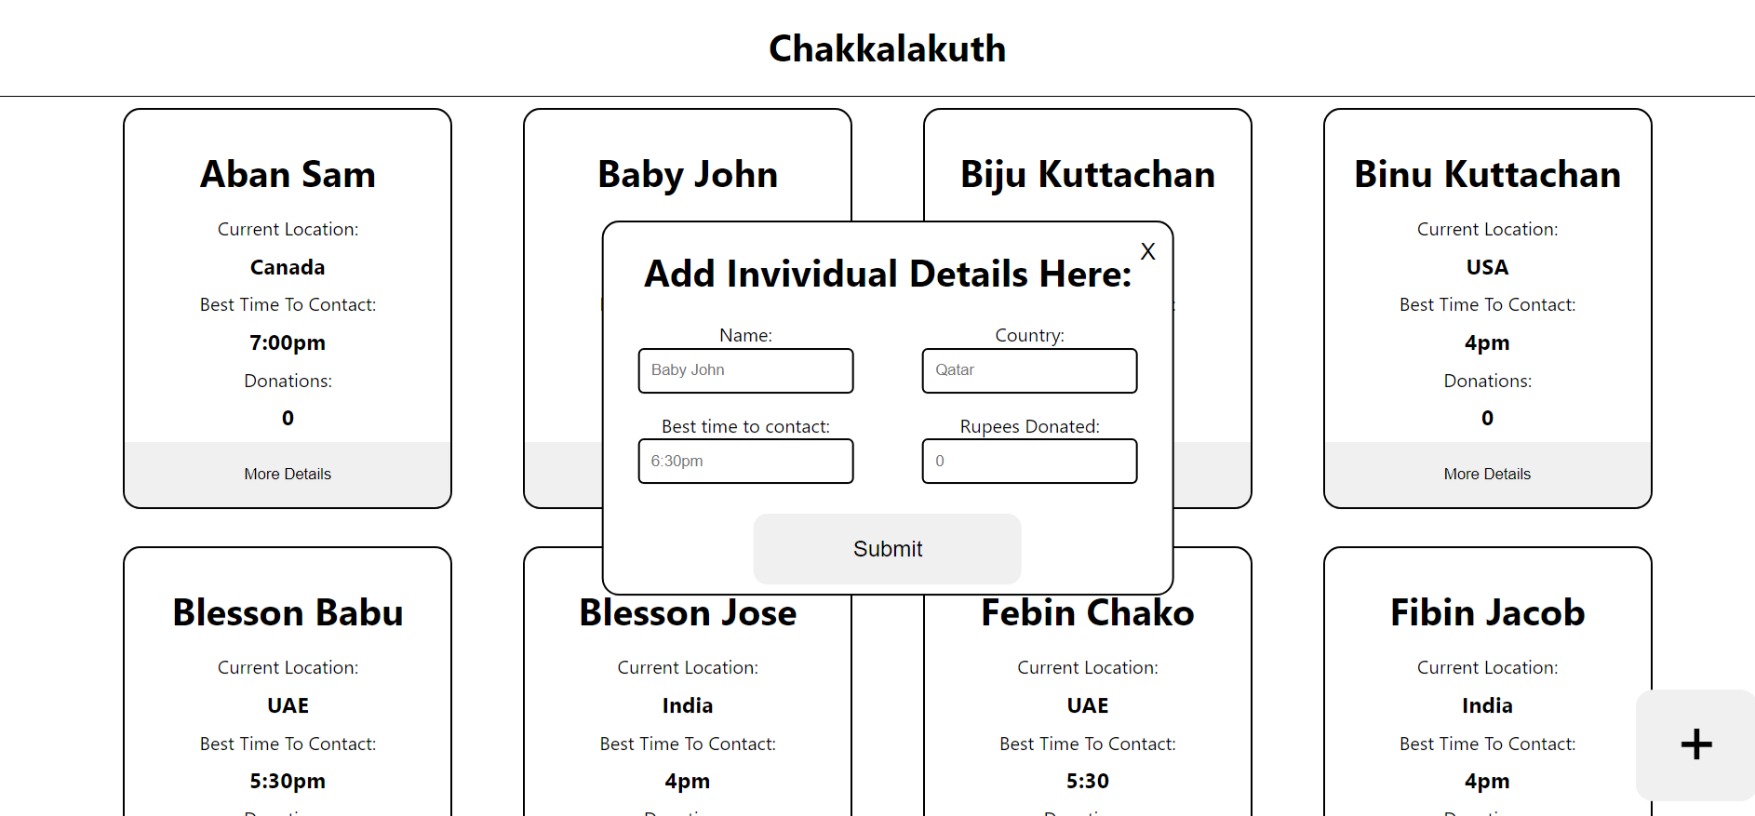 Chakkalakuth
Aban Sam
Current Location:
Canada
Best Time To Contact:
7:00pm
Donations:
0
More Details
Baby John
Biju Kuttachan
Binu Kuttachan
Current Location:
USA
Best Time To Contact:
4pm
Donations:
0
More Details
X
Add Invividual Details Here:
Name:
Baby John
Country:
Qatar
Best time to contact:
6:30pm
Rupees Donated:
0
Submit
Blesson Babu
Current Location:
UAE
Best Time To Contact:
5:30pm
Blesson Jose
Current Location:
India
Best Time To Contact:
4pm
Febin Chako
Current Location:
UAE
Best Time To Contact:
5:30
Fibin Jacob
Current Location:
India
Best Time To Contact:
4pm
+